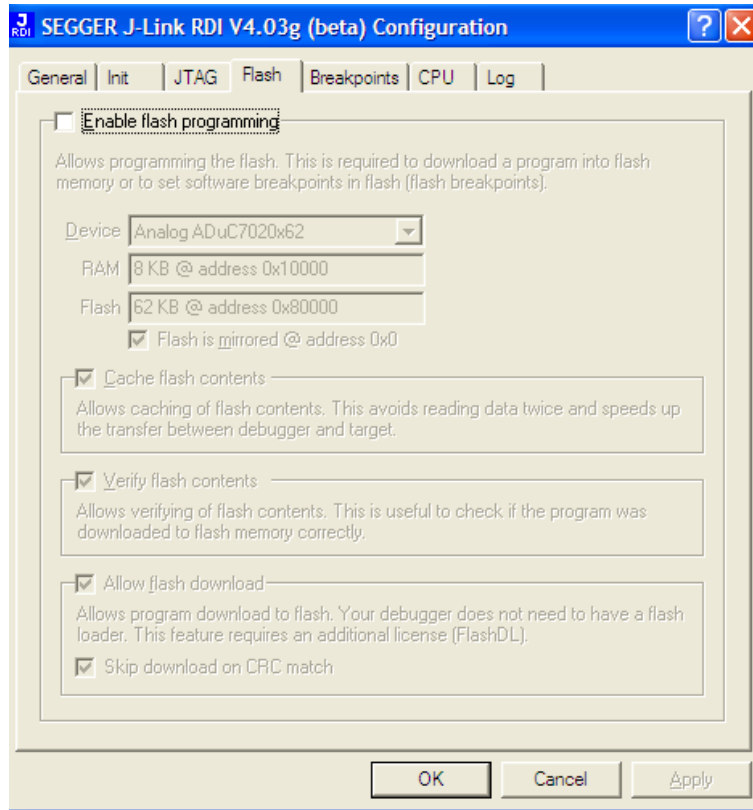 J RDI SEGGER J-Link RDI V4.03g (beta) Configuration
General Init JTAG Flash Breakpoints CPU Log
Enable flash programming
Allows programming the flash. This is required to download a program into flash
memory or to set software breakpoints in flash (flash breakpoints).
Device Analog ADuC7020x62
RAM 8 KB @ address 0x10000
Flash 62 KB @ address 0x80000
Flash is mirrored @ address 0x0
Cache flash contents
Allows caching of flash contents. This avoids reading data twice and speeds up
the transfer between debugger and target.
Verify flash contents
Allows verifying of flash contents. This is useful to check if the program was
downloaded to flash memory correctly.
Allow flash download
Allows program download to flash. Your debugger does not need to have a flash
loader. This feature requires an additional license (FlashDL).
Skip download on CRC match
OK Cancel Apply